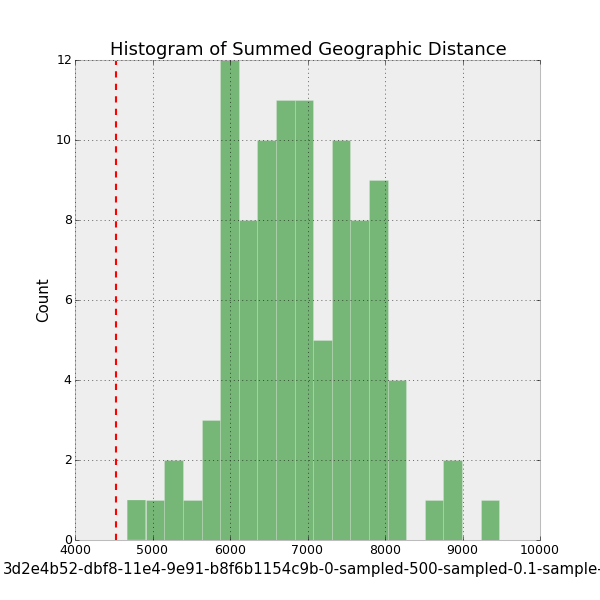 Histogram of Summed Geographic Distance
12
10
8
6
4
2
0
Count
4000 5000 6000 7000 8000 9000 10000
3d2e4b52-dbf8-11e4-9e91-b8f6b1154c9b-0-sampled-500-sampled-0.1-sample-